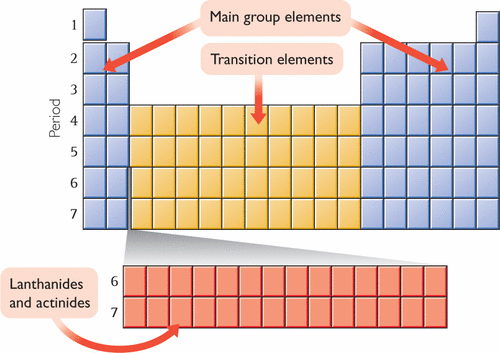 Main group elements
Transition elements
Period
1
2
3
4
5
6
7
6
7
Lanthanides
and actinides